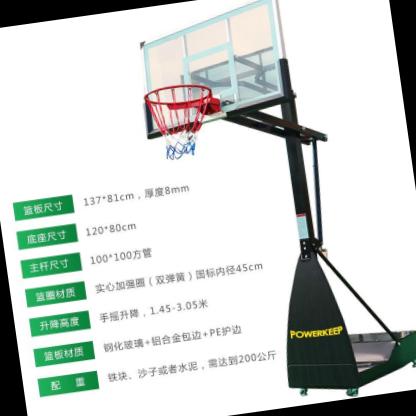 篮板尺寸 137*81cm，厚度8mm
底座尺寸 120*80cm
主杆尺寸 100*100方管
篮圈材质 实心加强圈（双弹簧）国标内径45cm
升降高度 手摇升降，1.45-3.05米
篮板材质 钢化玻璃+铝合金包边+PE护边
配 重 铁块、沙子或者水泥，需达到200公斤
POWERKEEP